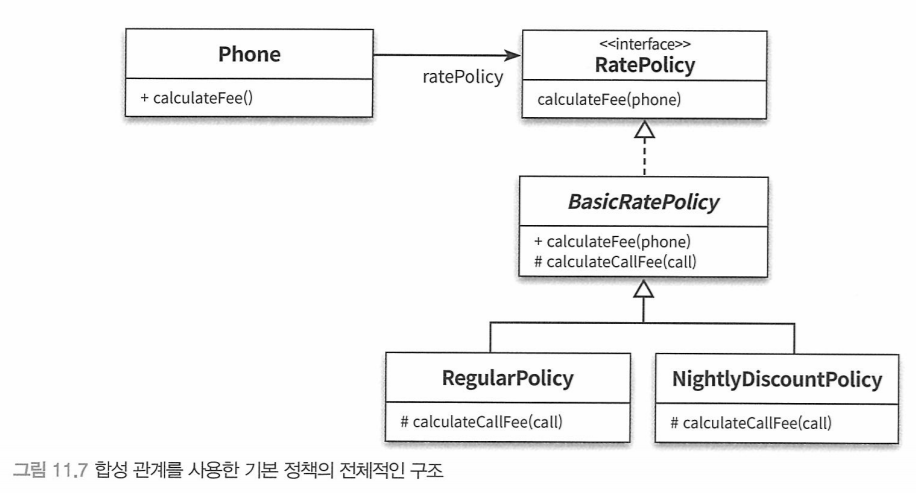 Phone
+ calculateFee()
ratePolicy
<<interface>>
RatePolicy
calculateFee(phone)
BasicRatePolicy
+ calculateFee(phone)
# calculateCallFee(call)
RegularPolicy
# calculateCallFee(call)
NightlyDiscountPolicy
# calculateCallFee(call)
그림 11.7 합성 관계를 사용한 기본 정책의 전체적인 구조